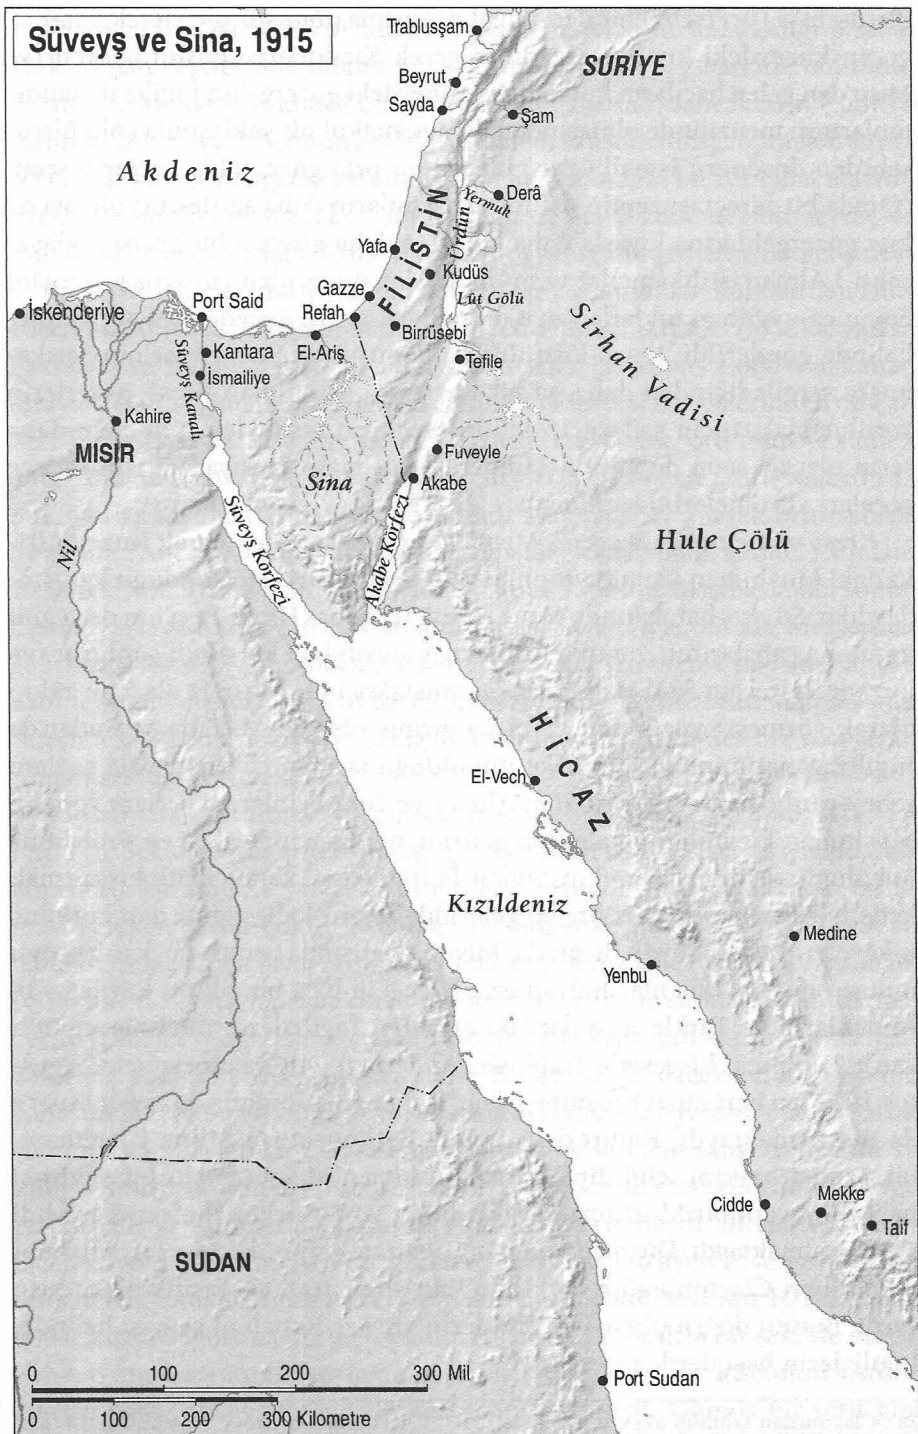 Süveyş ve Sina, 1915
Trablusşam
SURİYE
Beyrut
Sayda
Şam
Akdeniz
Derâ
Yermuk
Urdun
FİLİSTİN
Yafa
Kudüs
Gazze
Lût Gölü
Refah
Port Said
İskenderiye
Birrüsebi
El-Ariş
Sirhan Vadisi
Kantara
Tefile
Süveyş Kanalı
İsmailiye
Kahire
MISIR
Fuveyle
Sina
Akabe
Süveyş Körfezi
Akabe Körfezi
Hule Çölü
Nil
HİCAZ
El-Vech
Kızıldeniz
Medine
Yenbu
Cidde
Mekke
Taif
SUDAN
Port Sudan
0 100 200 300 Mil
0 100 200 300 Kilometre